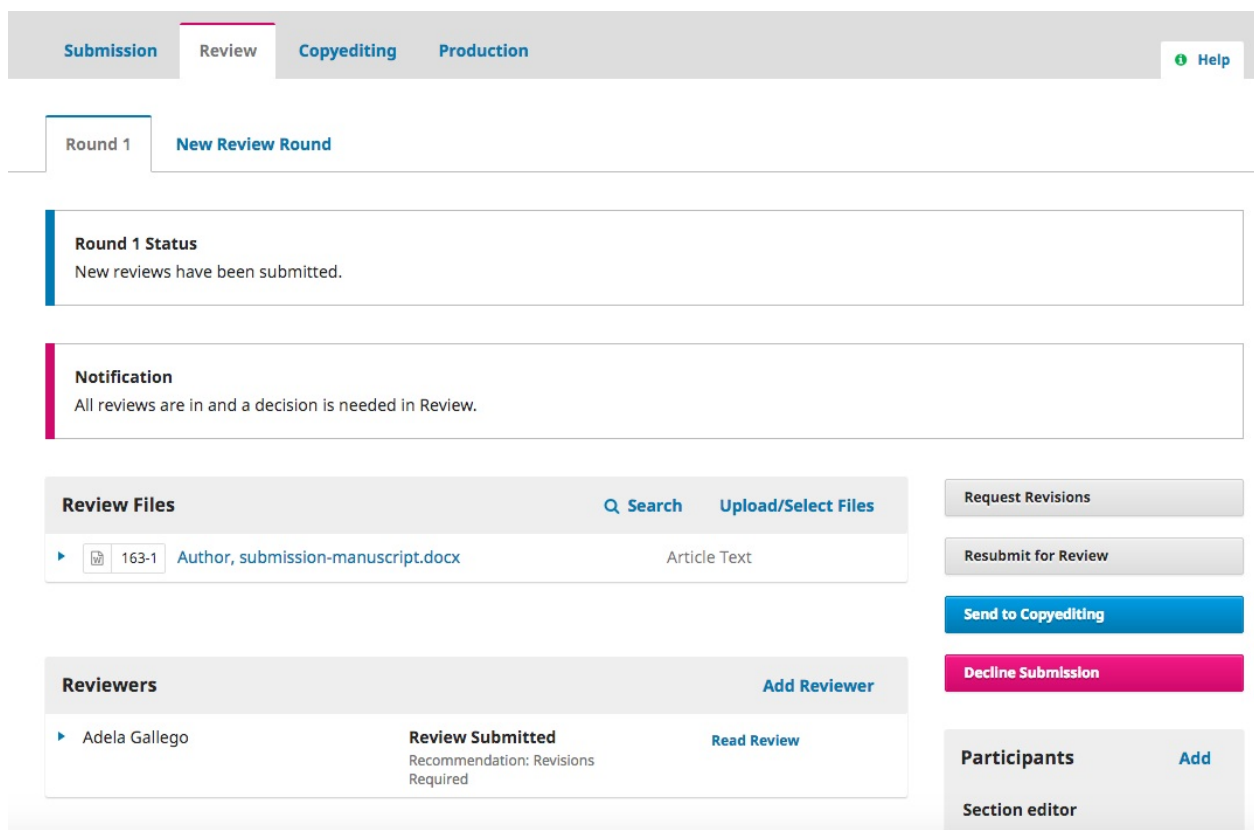 Submission Review Copyediting Production
Help
Round 1 New Review Round
Round 1 Status
New reviews have been submitted.
Notification
All reviews are in and a decision is needed in Review.
Review Files Search Upload/Select Files
163-1 Author, submission-manuscript.docx Article Text
Reviewers Add Reviewer
Adela Gallego Review Submitted Read Review
Recommendation: Revisions
Required
Request Revisions
Resubmit for Review
Send to Copyediting
Decline Submission
Participants Add
Section editor